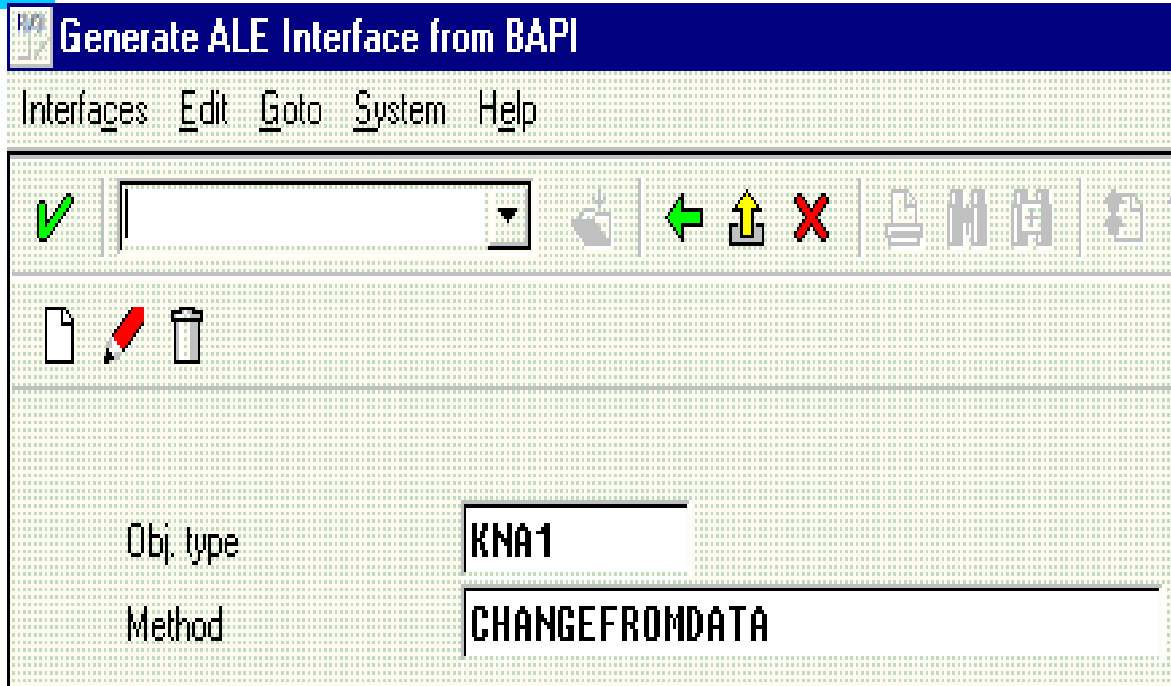 Generate ALE Interface from BAPI
Interfaces Edit Goto System Help
Obj. type KNA1
Method CHANGEFROMDATA